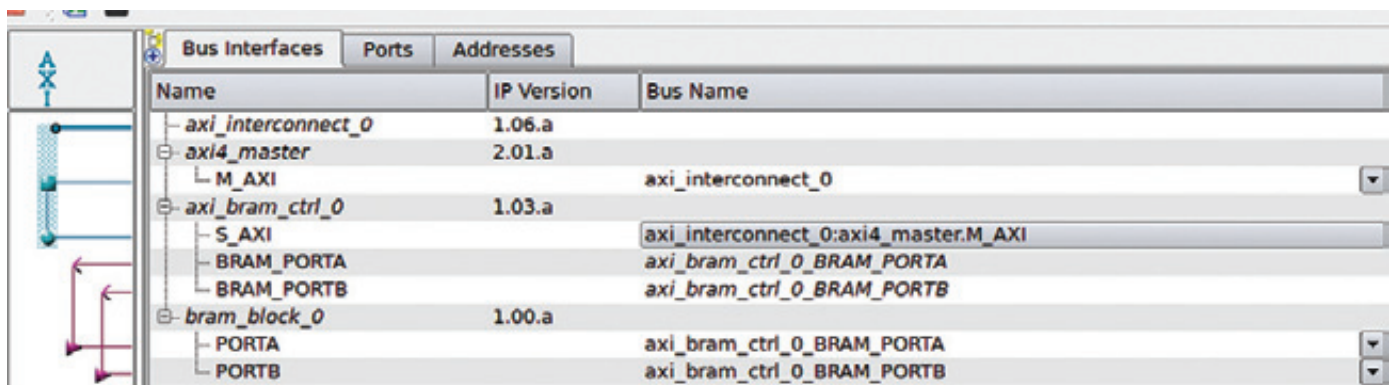 AXI
Bus Interfaces Ports Addresses
Name IP Version Bus Name
axi_interconnect_0 1.06.a
axi4_master 2.01.a
M_AXI axi_interconnect_0
axi_bram_ctrl_0 1.03.a
S_AXI axi_interconnect_0:axi4_master.M_AXI
BRAM_PORTA axi_bram_ctrl_0_BRAM_PORTA
BRAM_PORTB axi_bram_ctrl_0_BRAM_PORTB
bram_block_0 1.00.a
PORTA axi_bram_ctrl_0_BRAM_PORTA
PORTB axi_bram_ctrl_0_BRAM_PORTB